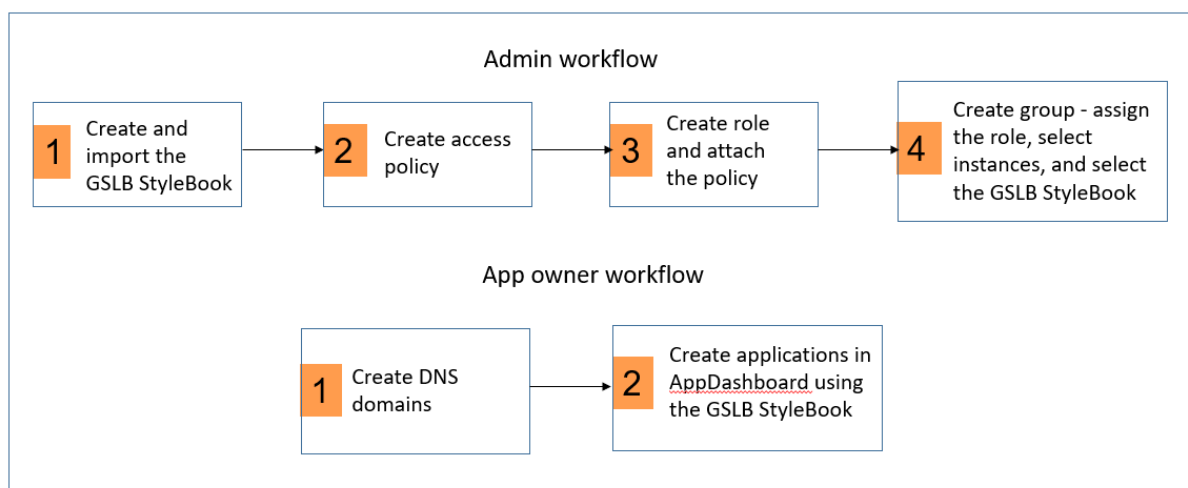 Admin workflow
1
Create and
import the
GSLB StyleBook
2
Create access
policy
3
Create role
and attach
the policy
4
Create group - assign
the role, select
instances, and select
the GSLB StyleBook
App owner workflow
1
Create DNS
domains
2
Create applications in
AppDashboard using
the GSLB StyleBook